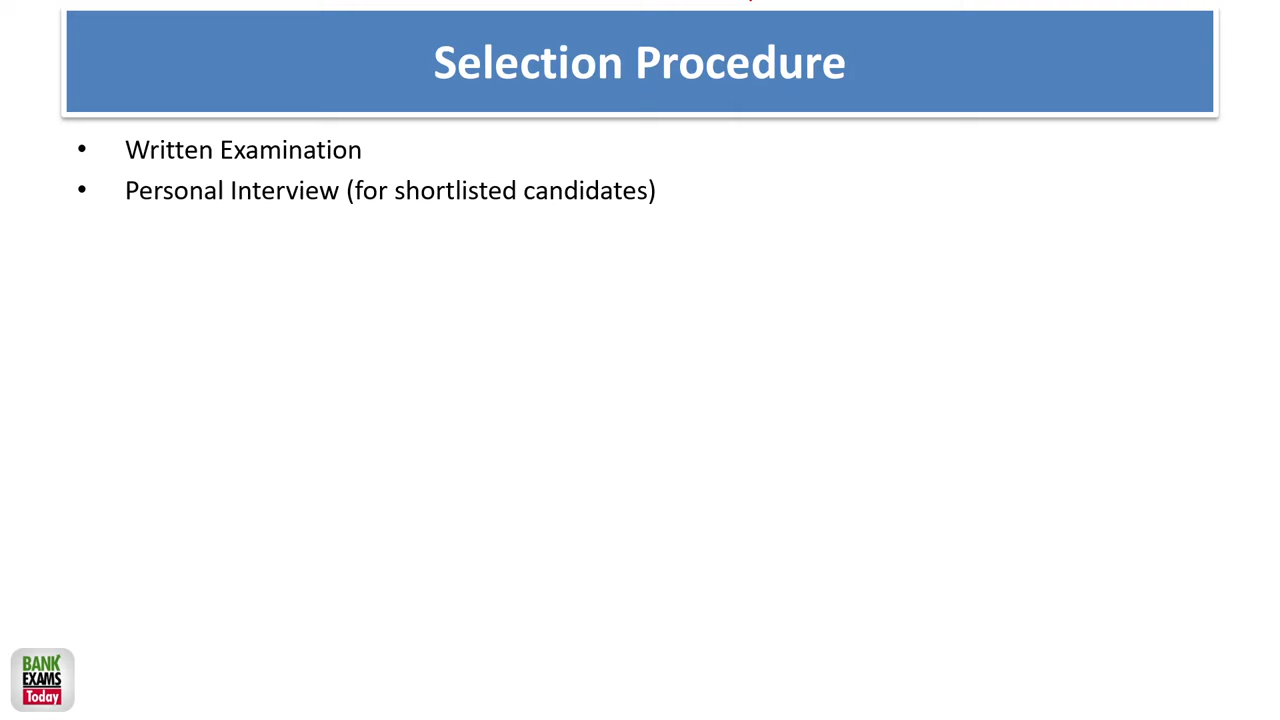 Selection Procedure
• Written Examination
• Personal Interview (for shortlisted candidates)
BANK
EXAMS
Today